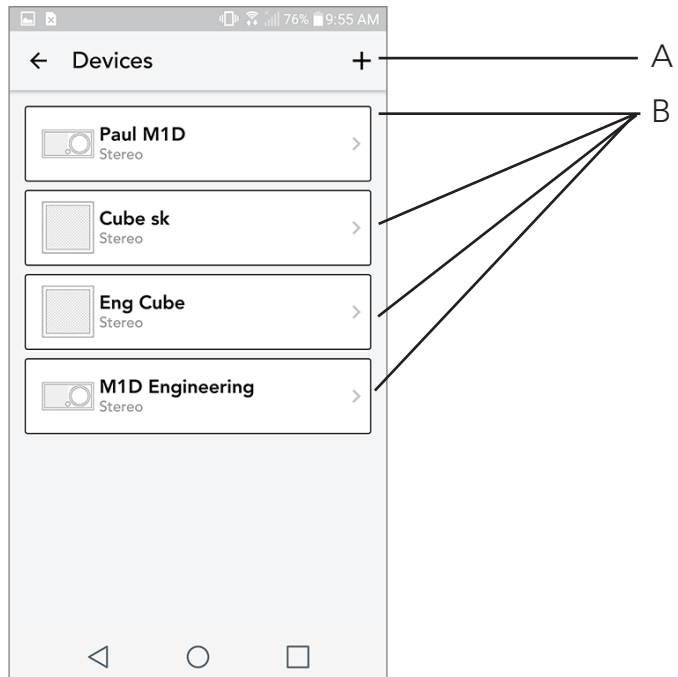 76% 9:55 AM
Devices
A
B
Paul M1D
Stereo
Cube sk
Stereo
Eng Cube
Stereo
M1D Engineering
Stereo